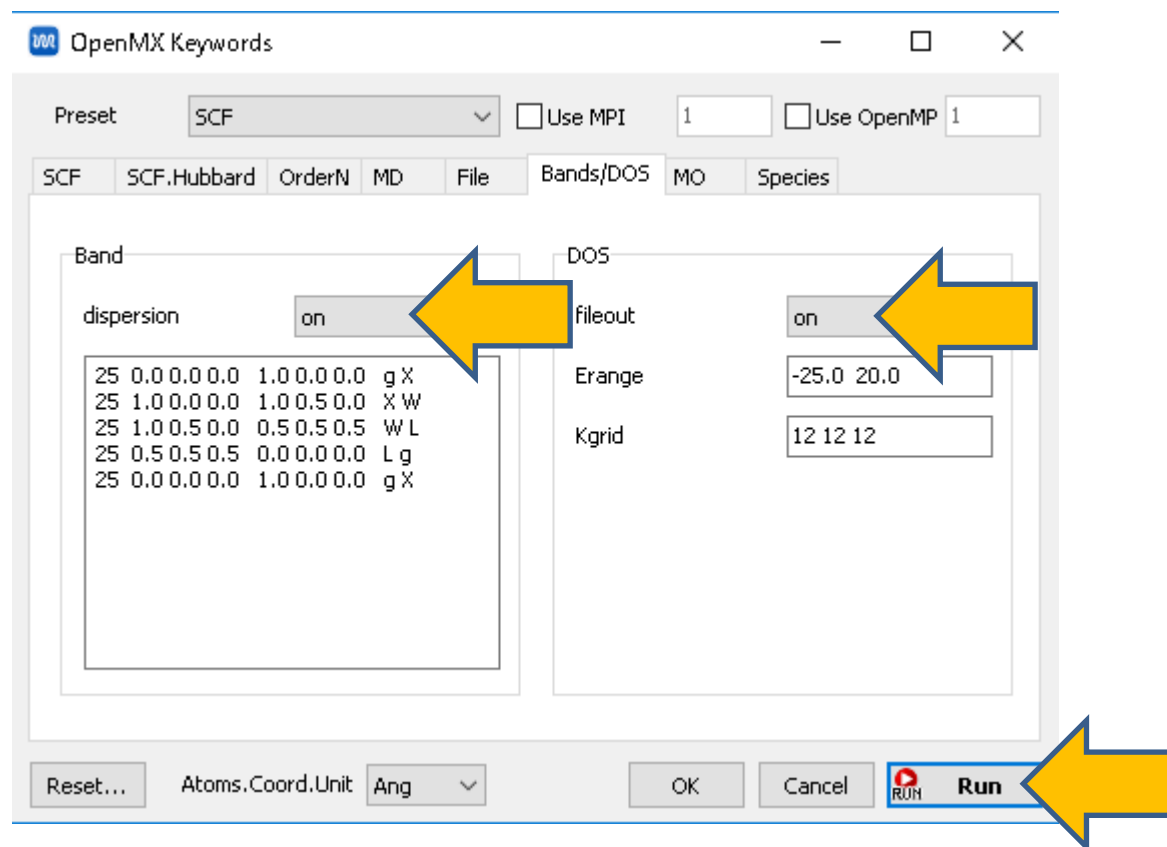 OpenMX Keywords
Preset SCF Use MPI 1 Use OpenMP 1
SCF SCF.Hubbard OrderN MD File Bands/DOS MO Species
Band
dispersion on
25 0.0 0.0 0.0 1.0 0.0 0.0 g X
25 1.0 0.0 0.0 1.0 0.5 0.0 X W
25 1.0 0.5 0.0 0.5 0.5 0.5 W L
25 0.5 0.5 0.5 0.0 0.0 0.0 L g
25 0.0 0.0 0.0 1.0 0.0 0.0 g X
DOS
fileout on
Erange -25.0 20.0
Kgrid 12 12 12
Reset... Atoms.Coord.Unit Ang OK Cancel RUN Run